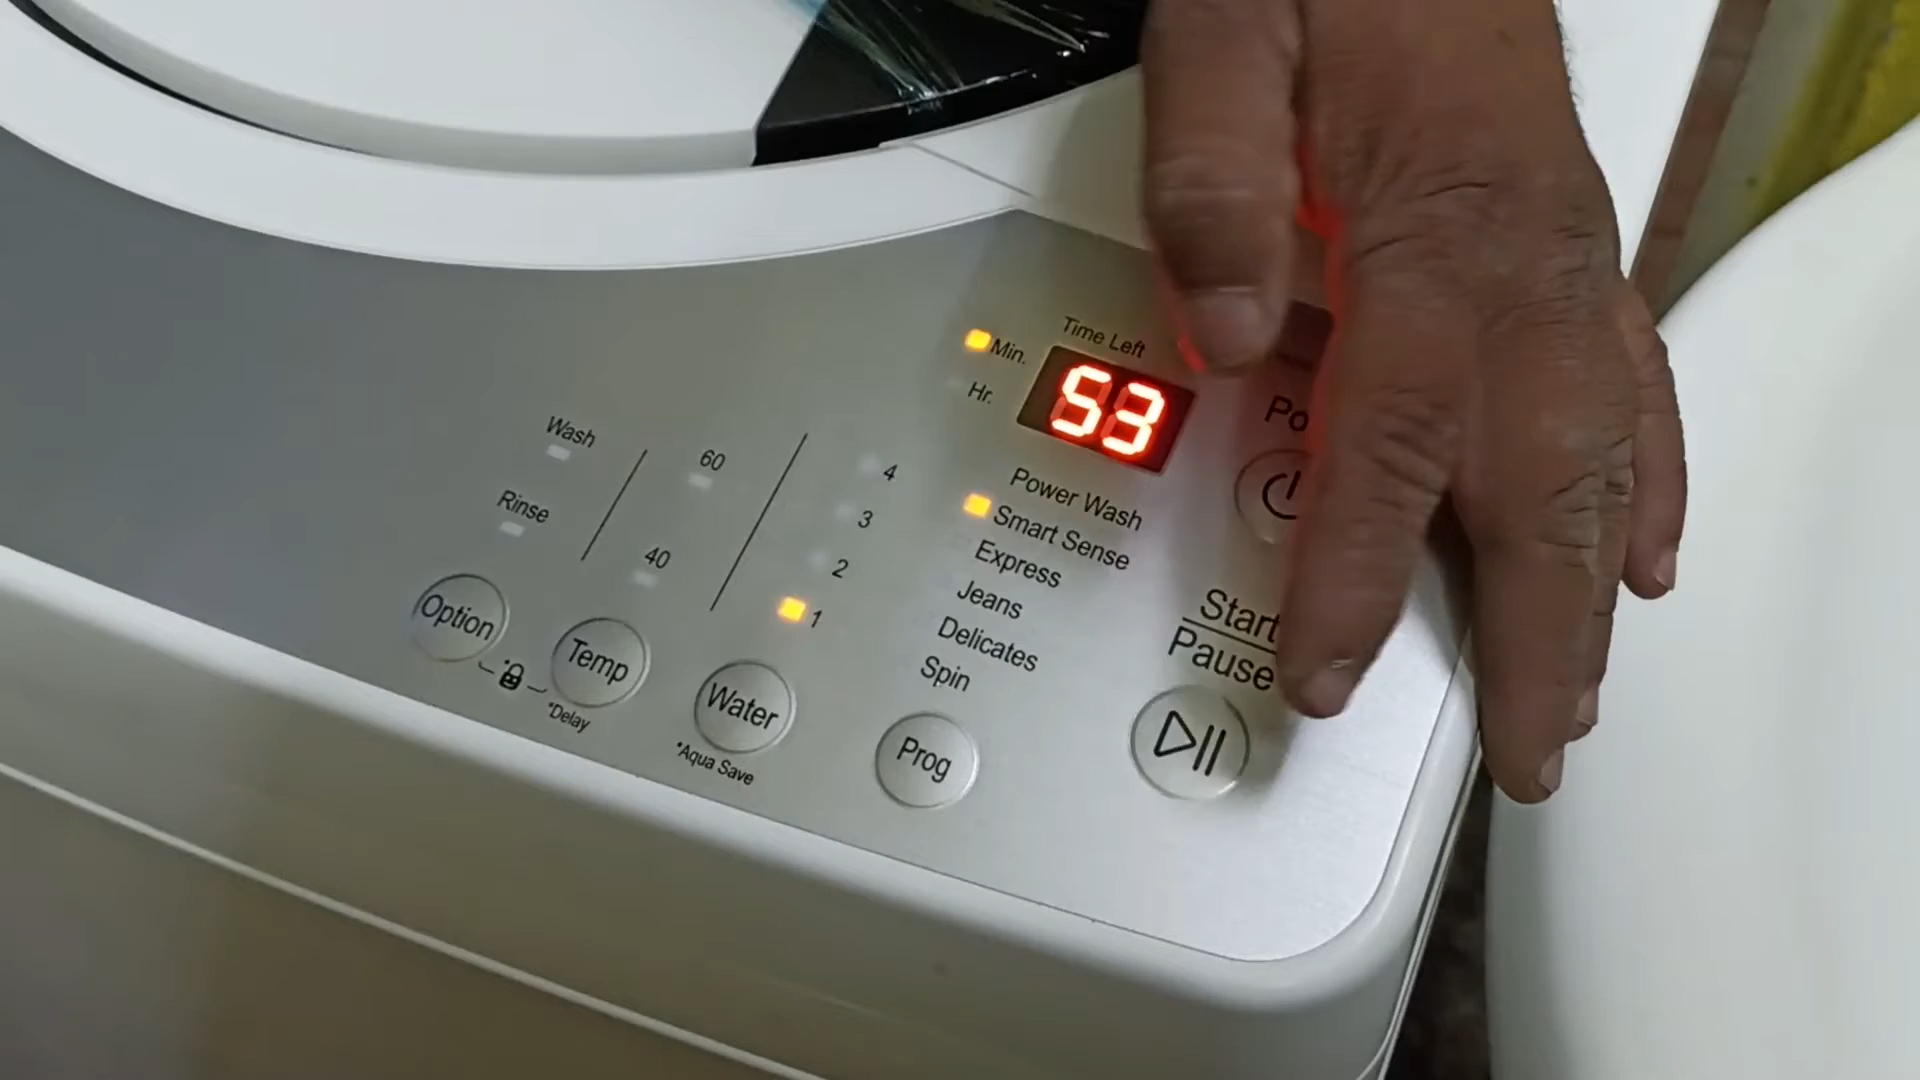 Time Left
Min.
Hr.
53
Po
Wash
Rinse
60
40
4
3
2
1
Power Wash
Smart Sense
Express
Jeans
Delicates
Spin
Start
Pause
Option
Temp
*Delay
Water
*Aqua Save
Prog